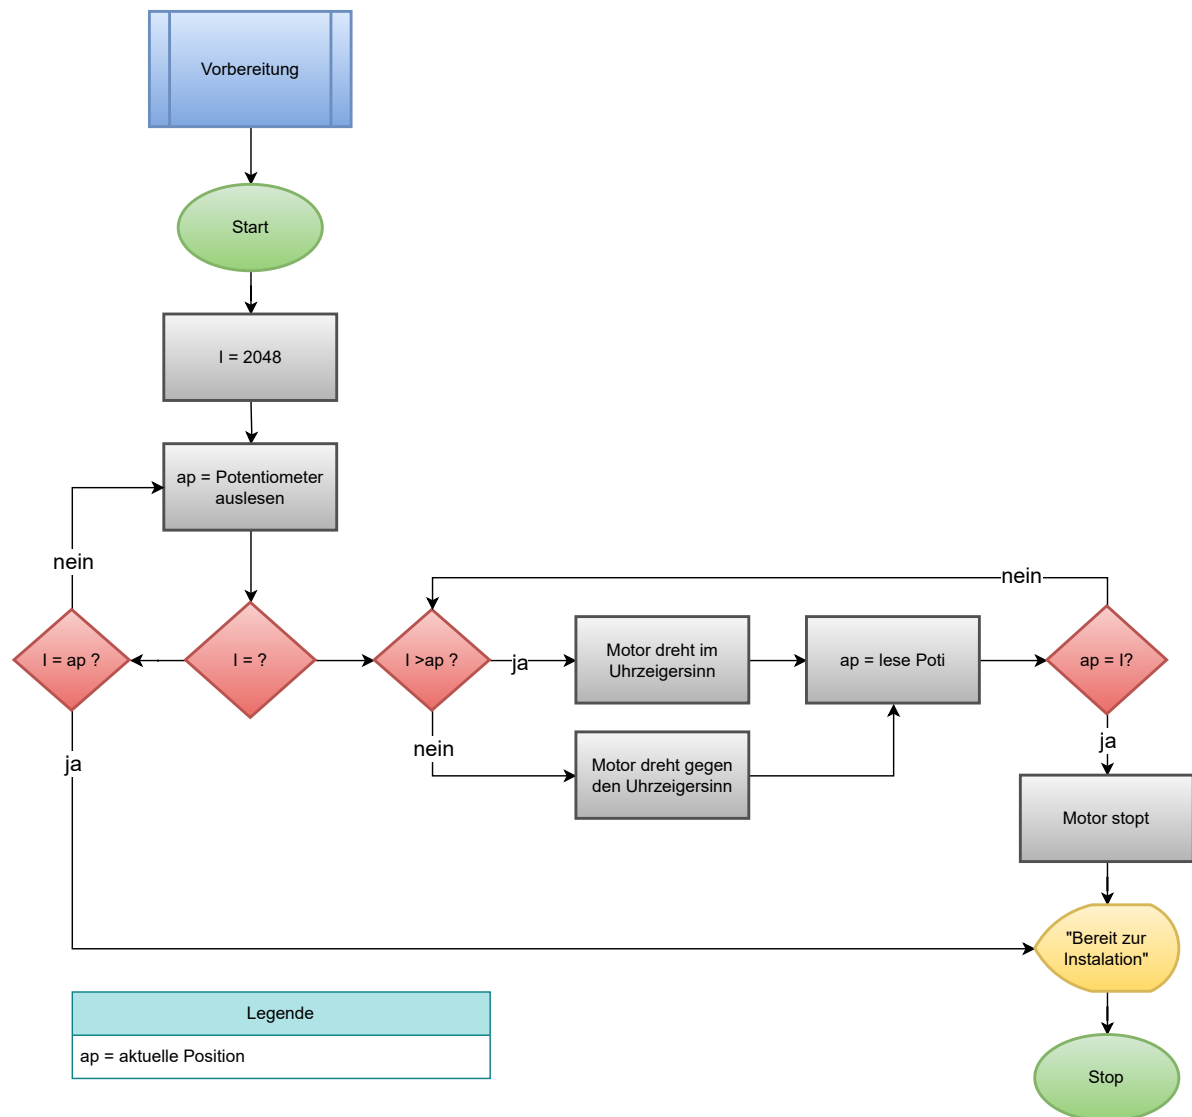 Vorbereitung
Start
I = 2048
ap = Potentiometer
auslesen
nein
nein
I = ap ?
I = ?
I >ap ?
ja
Motor dreht im
Uhrzeigersinn
ap = lese Poti
ap = I?
nein
ja
ja
Motor dreht gegen
den Uhrzeigersinn
Motor stopt
"Bereit zur
Instalation"
Legende
ap = aktuelle Position
Stop